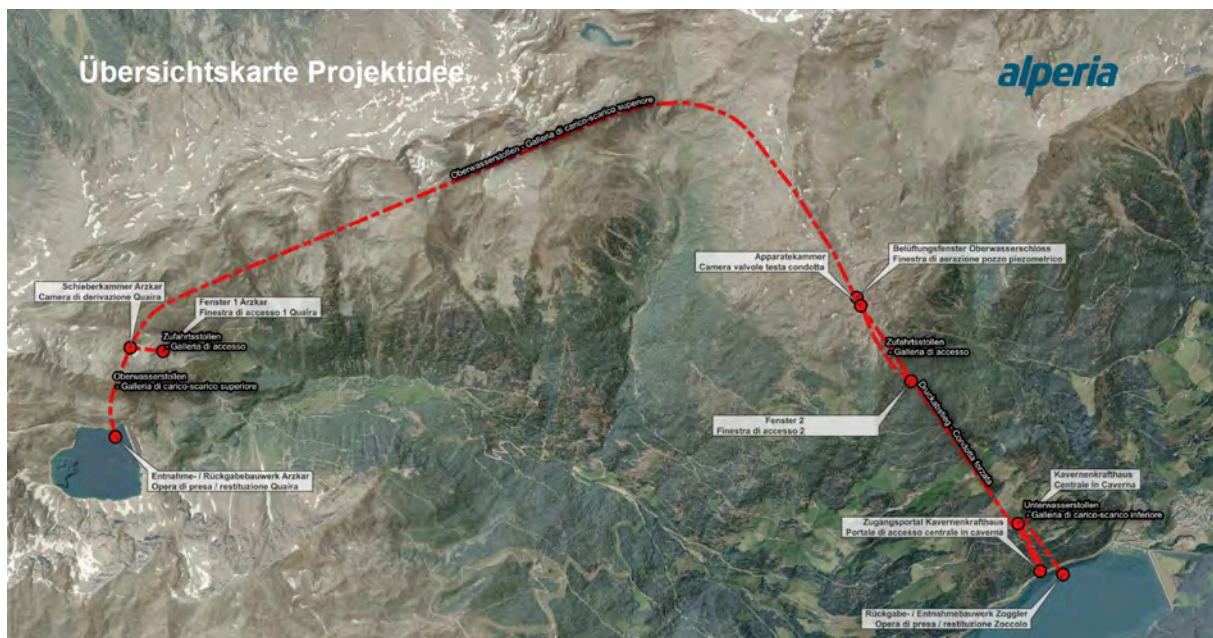 Übersichtskarte Projektidee
alperia
Oberwasserstollen - Galleria di carico-scarico superiore
Belüftungsfenster Oberwasserschloss
Finestra di aerazione pozzo piezometrico
Apparatekammer
Camera valvole testa condotta
Schieberkammer Arzkar
Camera di derivazione Quaira
Fenster 1 Arzkar
Finestra di accesso 1 Quaira
Zufahrtsstollen
- Galleria di accesso
Zufahrtsstollen
- Galleria di accesso
Oberwasserstollen
- Galleria di carico-scarico superiore
Druckabstieg - Condotta forzata
Fenster 2
Finestra di accesso 2
Entnahme- / Rückgabebauwerk Arzkar
Opera di presa / restituzione Quaira
Kavernenkrafthaus
Centrale in Caverna
Unterwasserstollen
- Galleria di carico-scarico inferiore
Zugangsportal Kavernenkrafthaus
Portale di accesso centrale in caverna
Rückgabe- / Entnahmebauwerk Zoggler
Opera di presa / restituzione Zoccolo